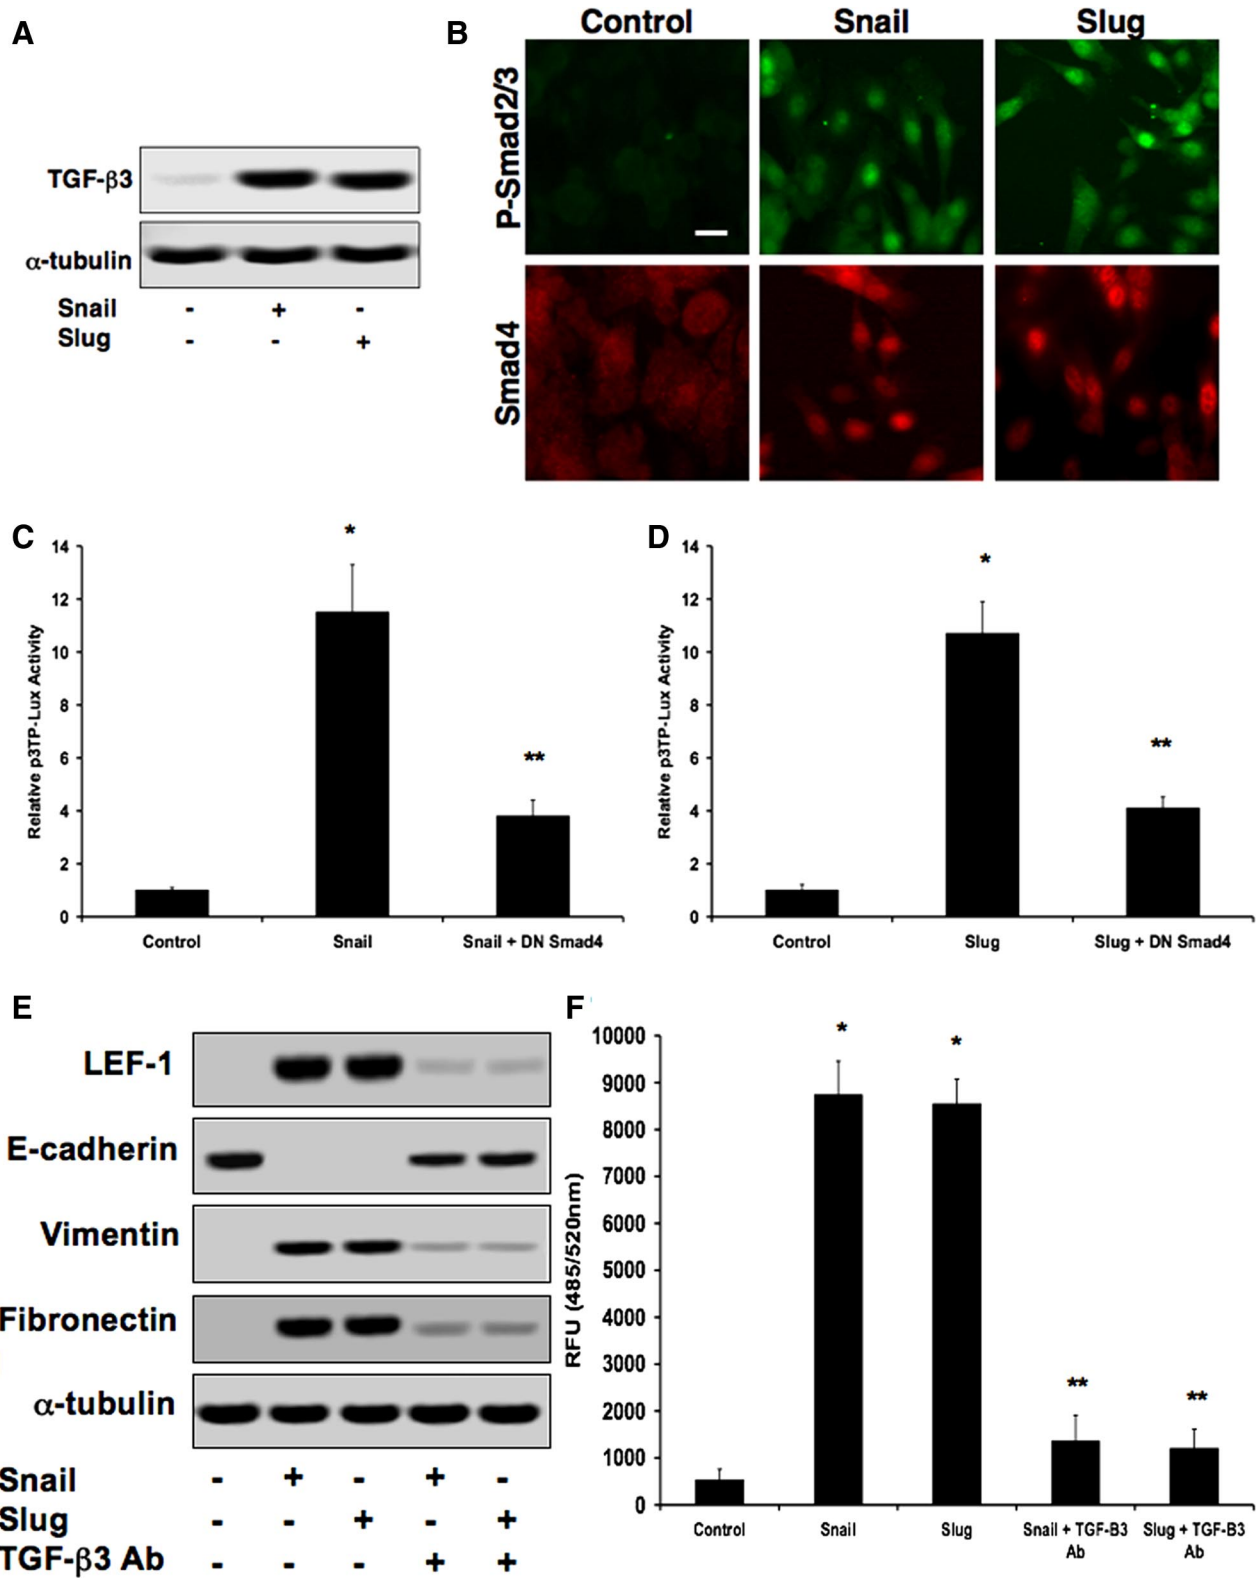 A
TGF-β3
α-tubulin
Snail - + -
Slug - - +
B
Control Snail Slug
P-Smad2/3
Smad4
C
Relative p3TP-Lux Activity
14
12
10
8
6
4
2
0
*
**
Control Snail Snail + DN Smad4
D
Relative p3TP-Lux Activity
14
12
10
8
6
4
2
0
*
**
Control Slug Slug + DN Smad4
E
LEF-1
E-cadherin
Vimentin
Fibronectin
α-tubulin
Snail - + - + -
Slug - - + - +
TGF-β3 Ab - - - + +
F
RFU (485/520nm)
10000
9000
8000
7000
6000
5000
4000
3000
2000
1000
0
* *
** **
Control Snail Slug Snail + TGF-B3 Slug + TGF-B3
Ab Ab